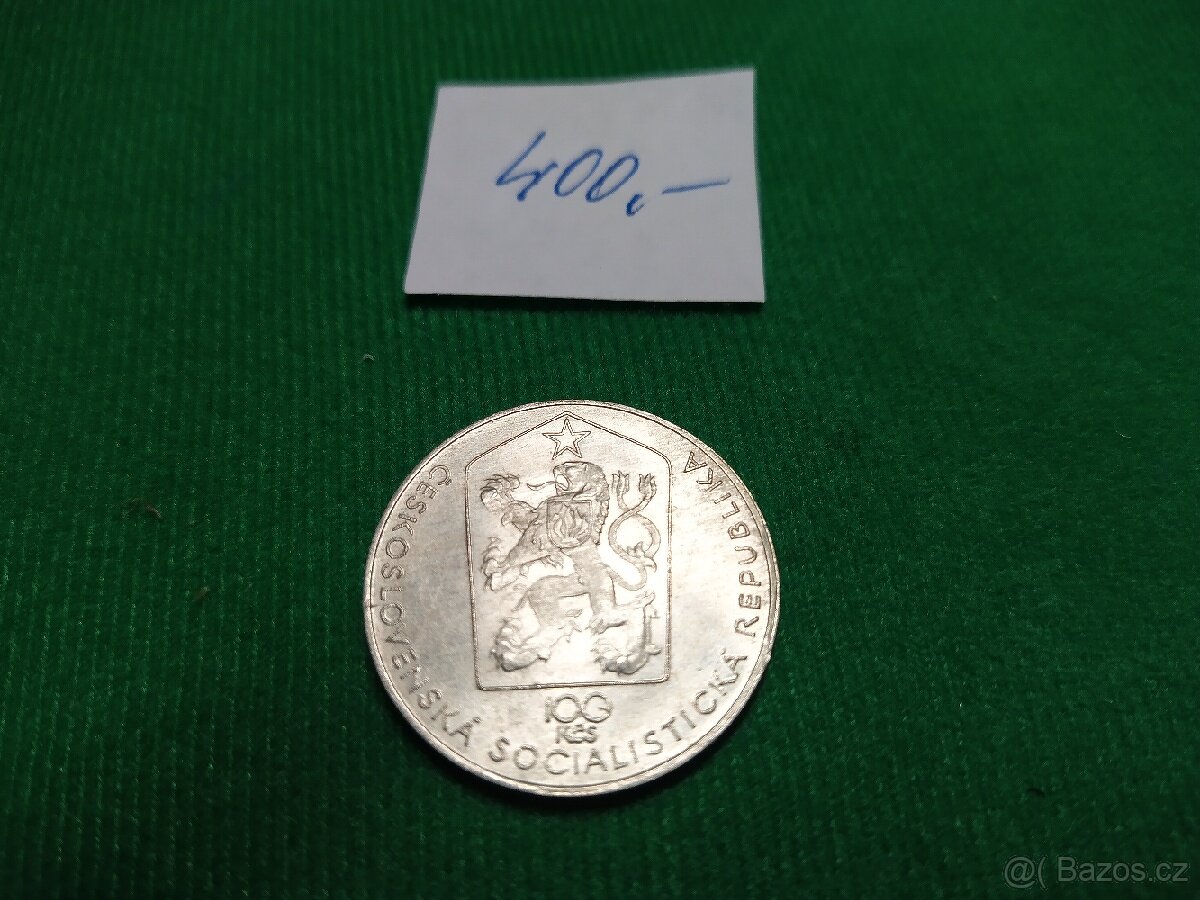 400,-
ČESKOSLOVENSKÁ SOCIALISTICKÁ REPUBLIKA
100
Kčs
@( Bazos.cz